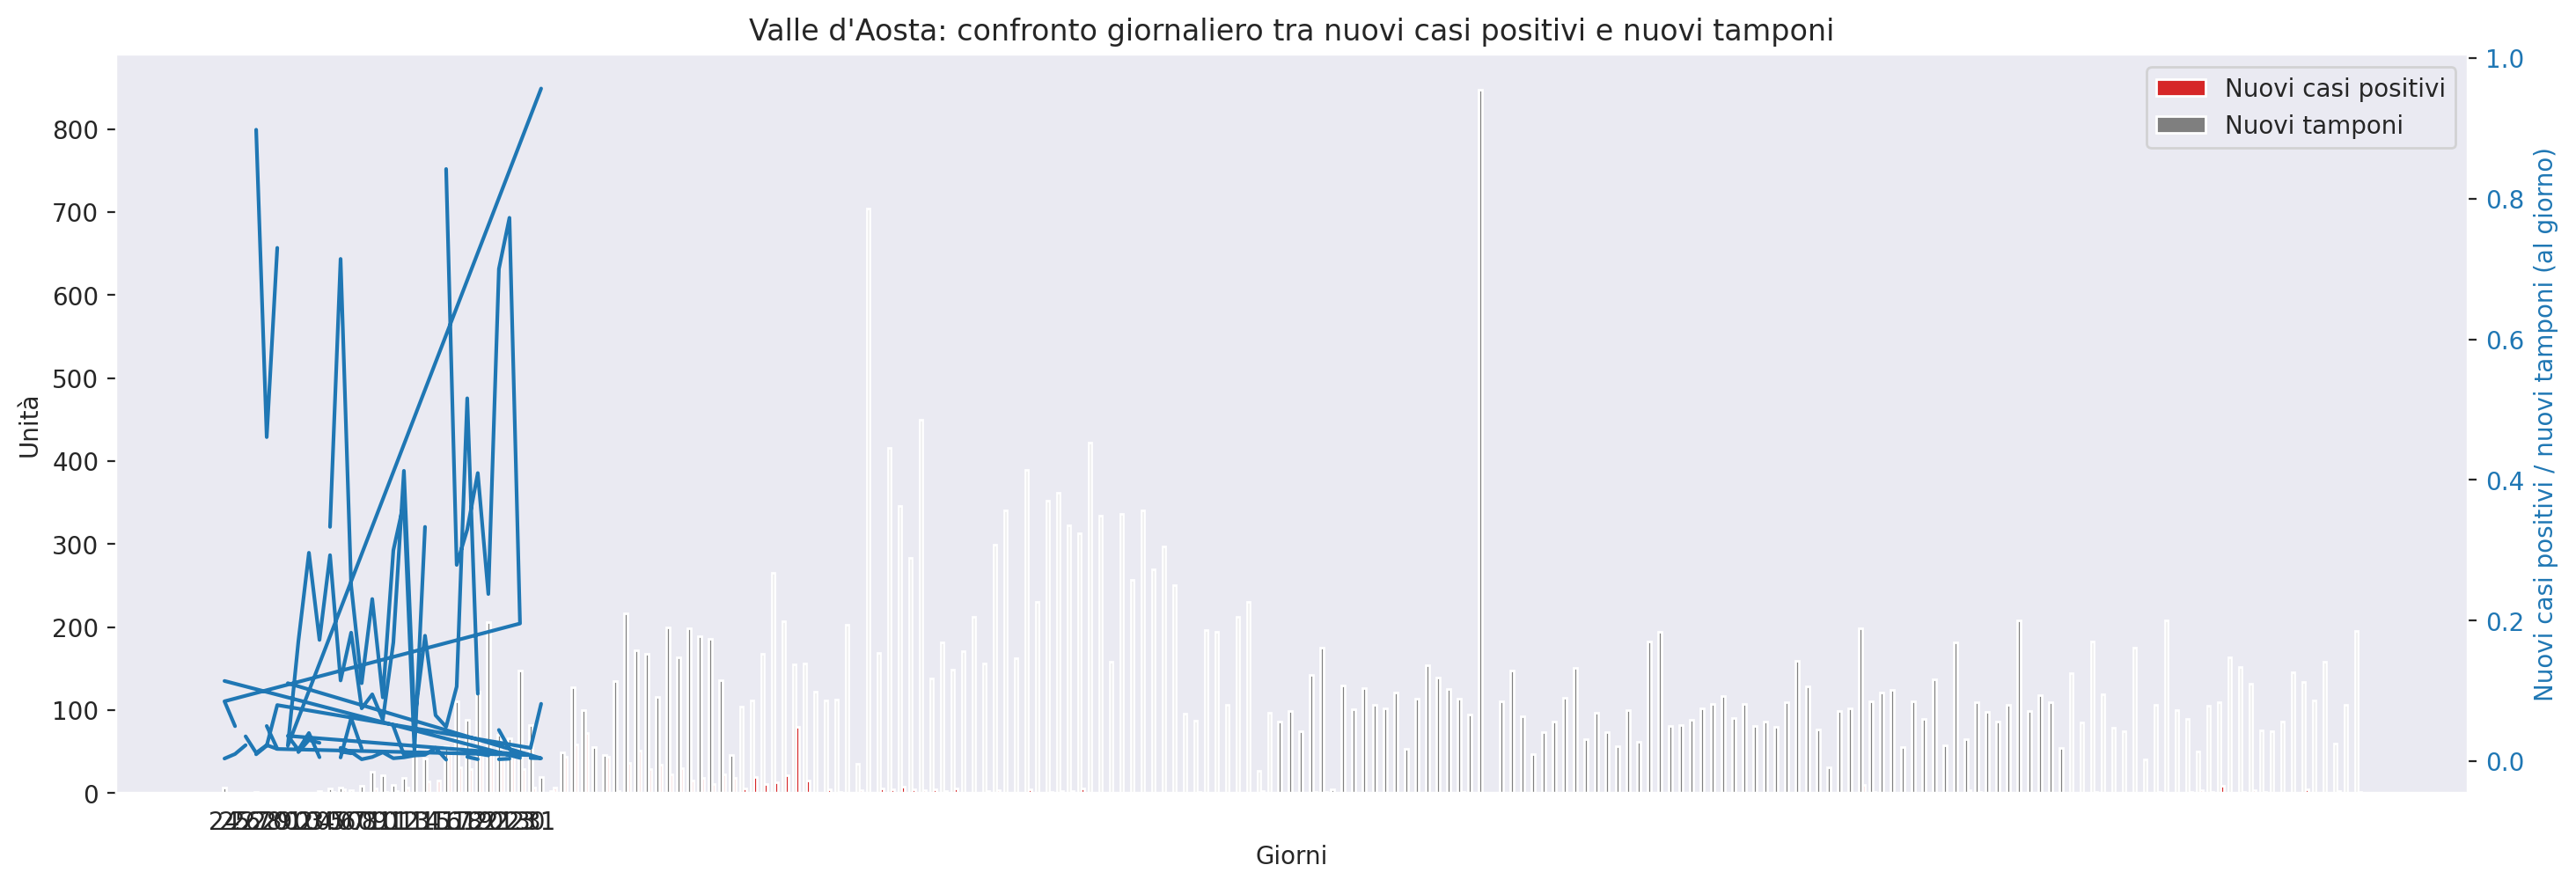 Valle d'Aosta: confronto giornaliero tra nuovi casi positivi e nuovi tamponi
Nuovi casi positivi
Nuovi tamponi
800
700
600
500
400
300
200
100
0
Unità
1.0
0.8
0.6
0.4
0.2
0.0
Nuovi casi positivi / nuovi tamponi (al giorno)
Giorni